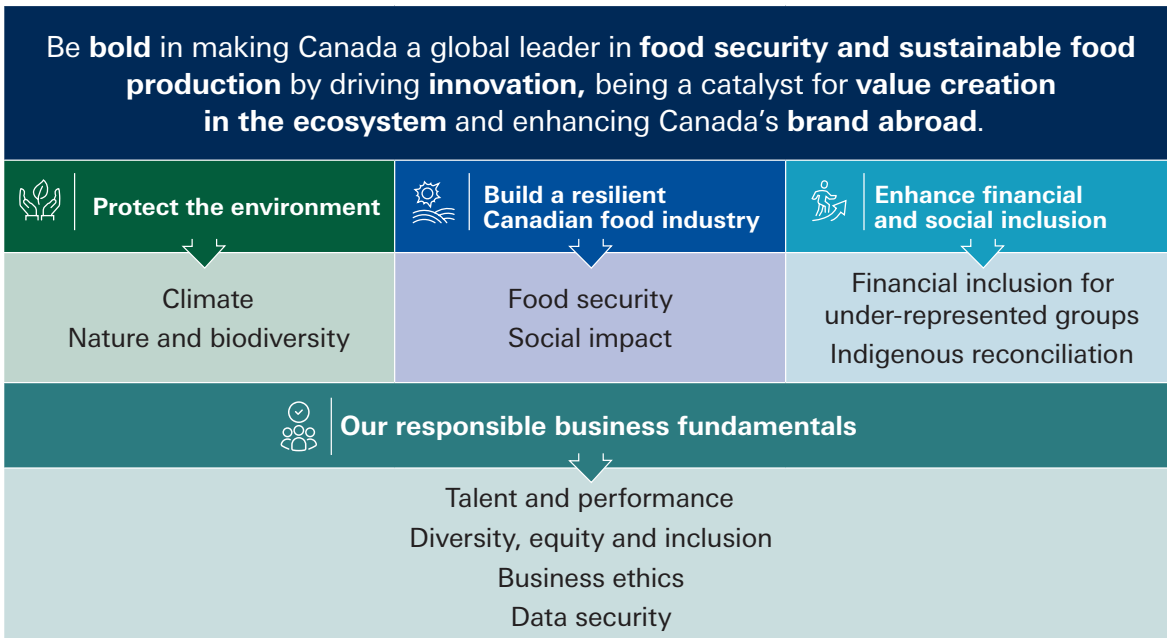 Be bold in making Canada a global leader in food security and sustainable food
production by driving innovation, being a catalyst for value creation
in the ecosystem and enhancing Canada’s brand abroad.
Protect the environment
Climate
Nature and biodiversity
Build a resilient
Canadian food industry
Food security
Social impact
Enhance financial
and social inclusion
Financial inclusion for
under-represented groups
Indigenous reconciliation
Our responsible business fundamentals
Talent and performance
Diversity, equity and inclusion
Business ethics
Data security